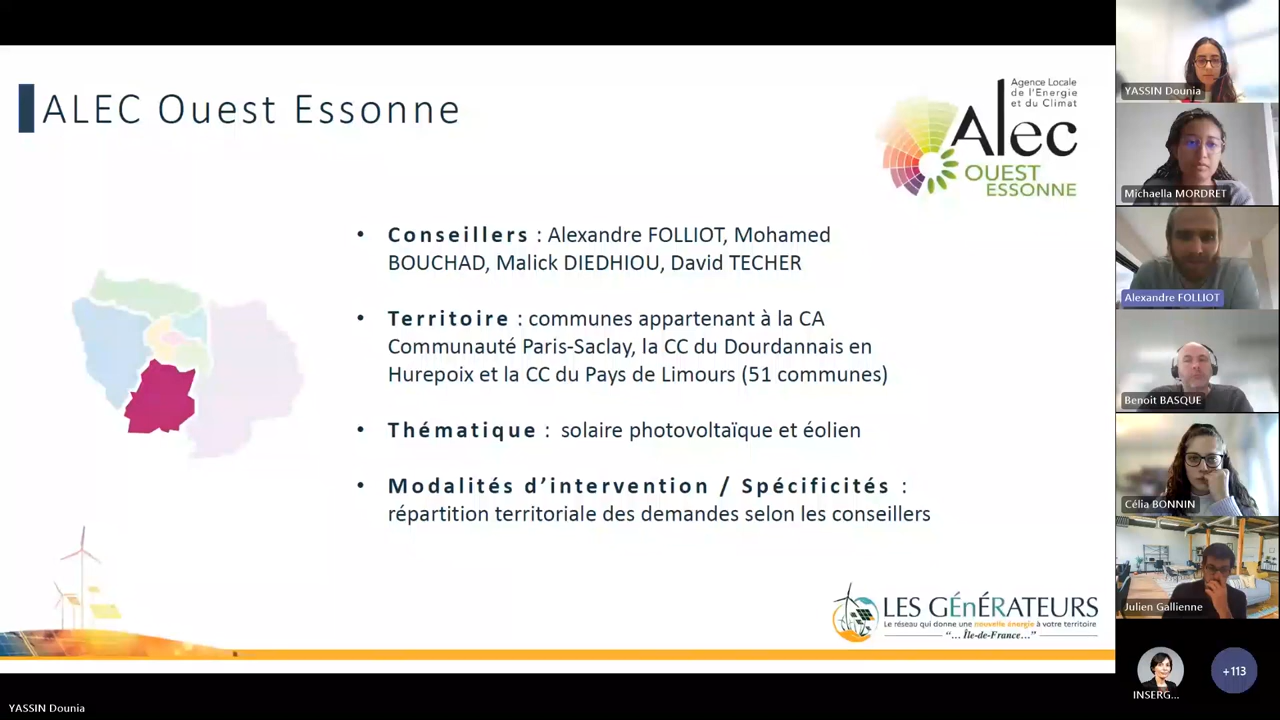 ALEC Ouest Essonne
Agence Locale
de l'Energie
et du Climat
Alec
OUEST
ESSONNE
• Conseillers : Alexandre FOLLIOT, Mohamed
BOUCHAD, Malick DIEDHIOU, David TECHER
• Territoire : communes appartenant à la CA
Communauté Paris-Saclay, la CC du Dourdannais en
Hurepoix et la CC du Pays de Limours (51 communes)
• Thématique : solaire photovoltaïque et éolien
• Modalités d'intervention / Spécificités :
répartition territoriale des demandes selon les conseillers
LES GÉnÉRATEURS
Le réseau qui donne une nouvelle énergie à votre territoire
"... Île-de-France..."
YASSIN Dounia
YASSIN Dounia
Michaella MORDRET
Alexandre FOLLIOT
Benoit BASQUE
Célia BONNIN
Julien Gallienne
INSERG...
+113